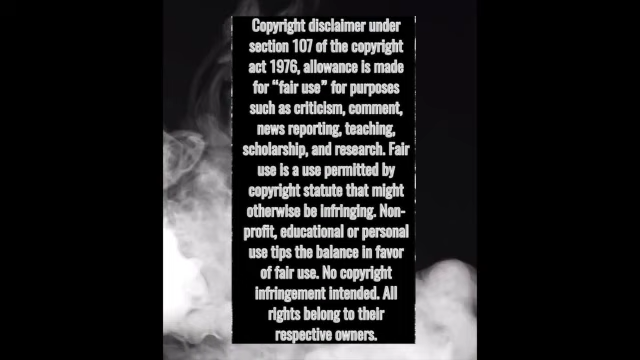 Copyright disclaimer under
section 107 of the copyright
act 1976, allowance is made
for “fair use” for purposes
such as criticism, comment,
news reporting, teaching,
scholarship, and research. Fair
use is a use permitted by
copyright statute that might
otherwise be infringing. Non-
profit, educational or personal
use tips the balance in favor
of fair use. No copyright
infringement intended. All
rights belong to their
respective owners.